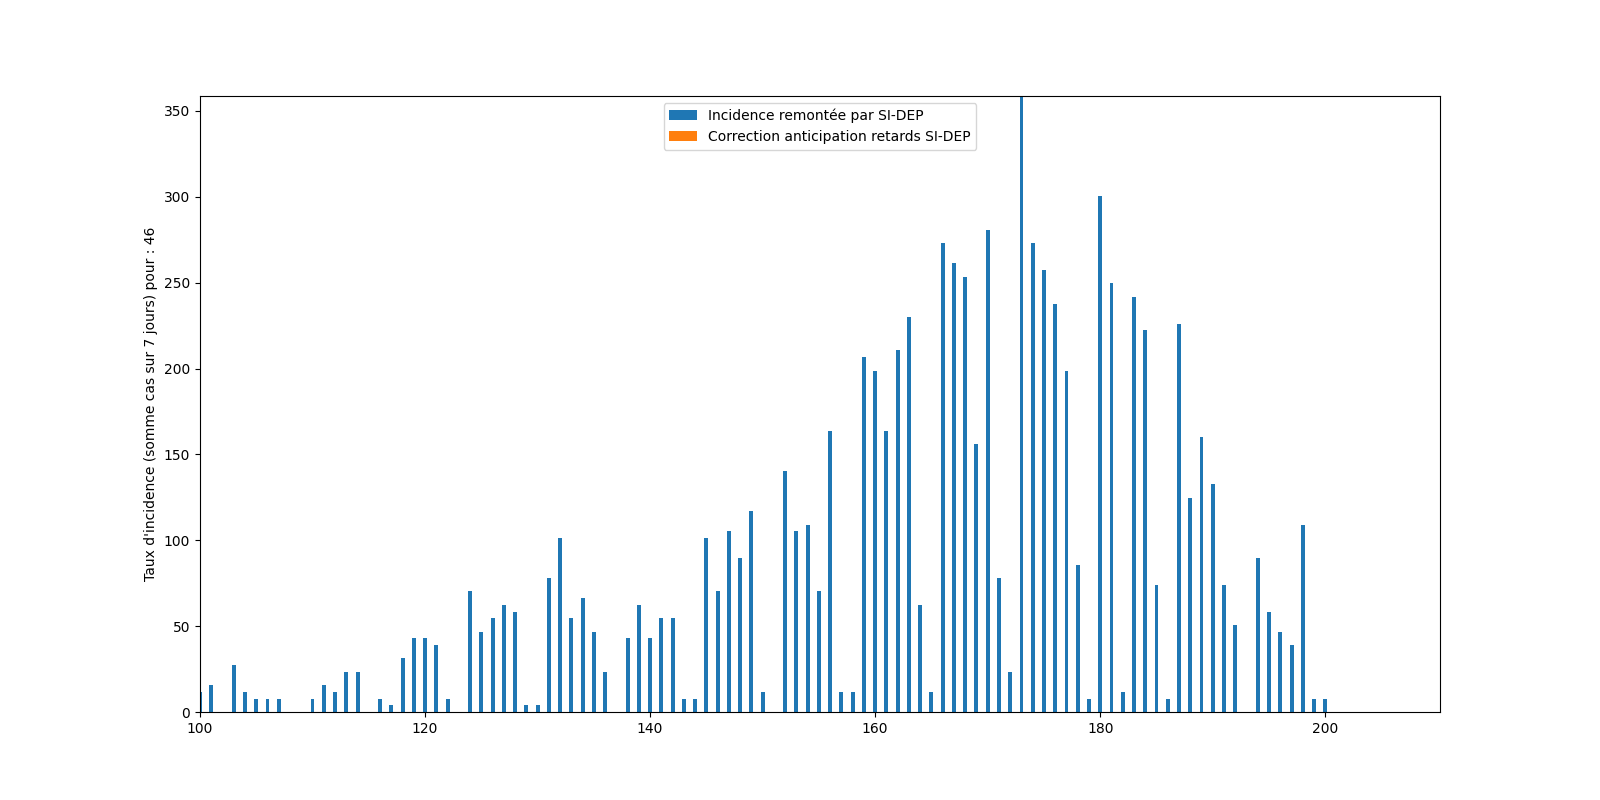 Incidence remontée par SI-DEP
Correction anticipation retards SI-DEP
Taux d'incidence (somme cas sur 7 jours) pour : 46
350
300
250
200
150
100
50
0
100 120 140 160 180 200